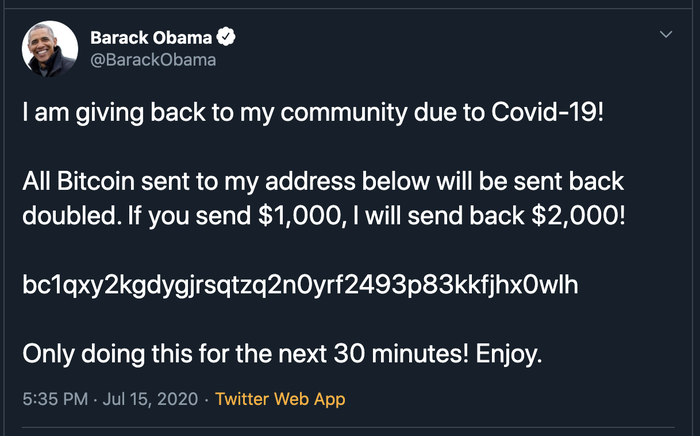 Barack Obama
@BarackObama
I am giving back to my community due to Covid-19!
All Bitcoin sent to my address below will be sent back
doubled. If you send $1,000, I will send back $2,000!
bc1qxy2kgdygjrsqtzq2n0yrf2493p83kkfjhx0wlh
Only doing this for the next 30 minutes! Enjoy.
5:35 PM · Jul 15, 2020 · Twitter Web App